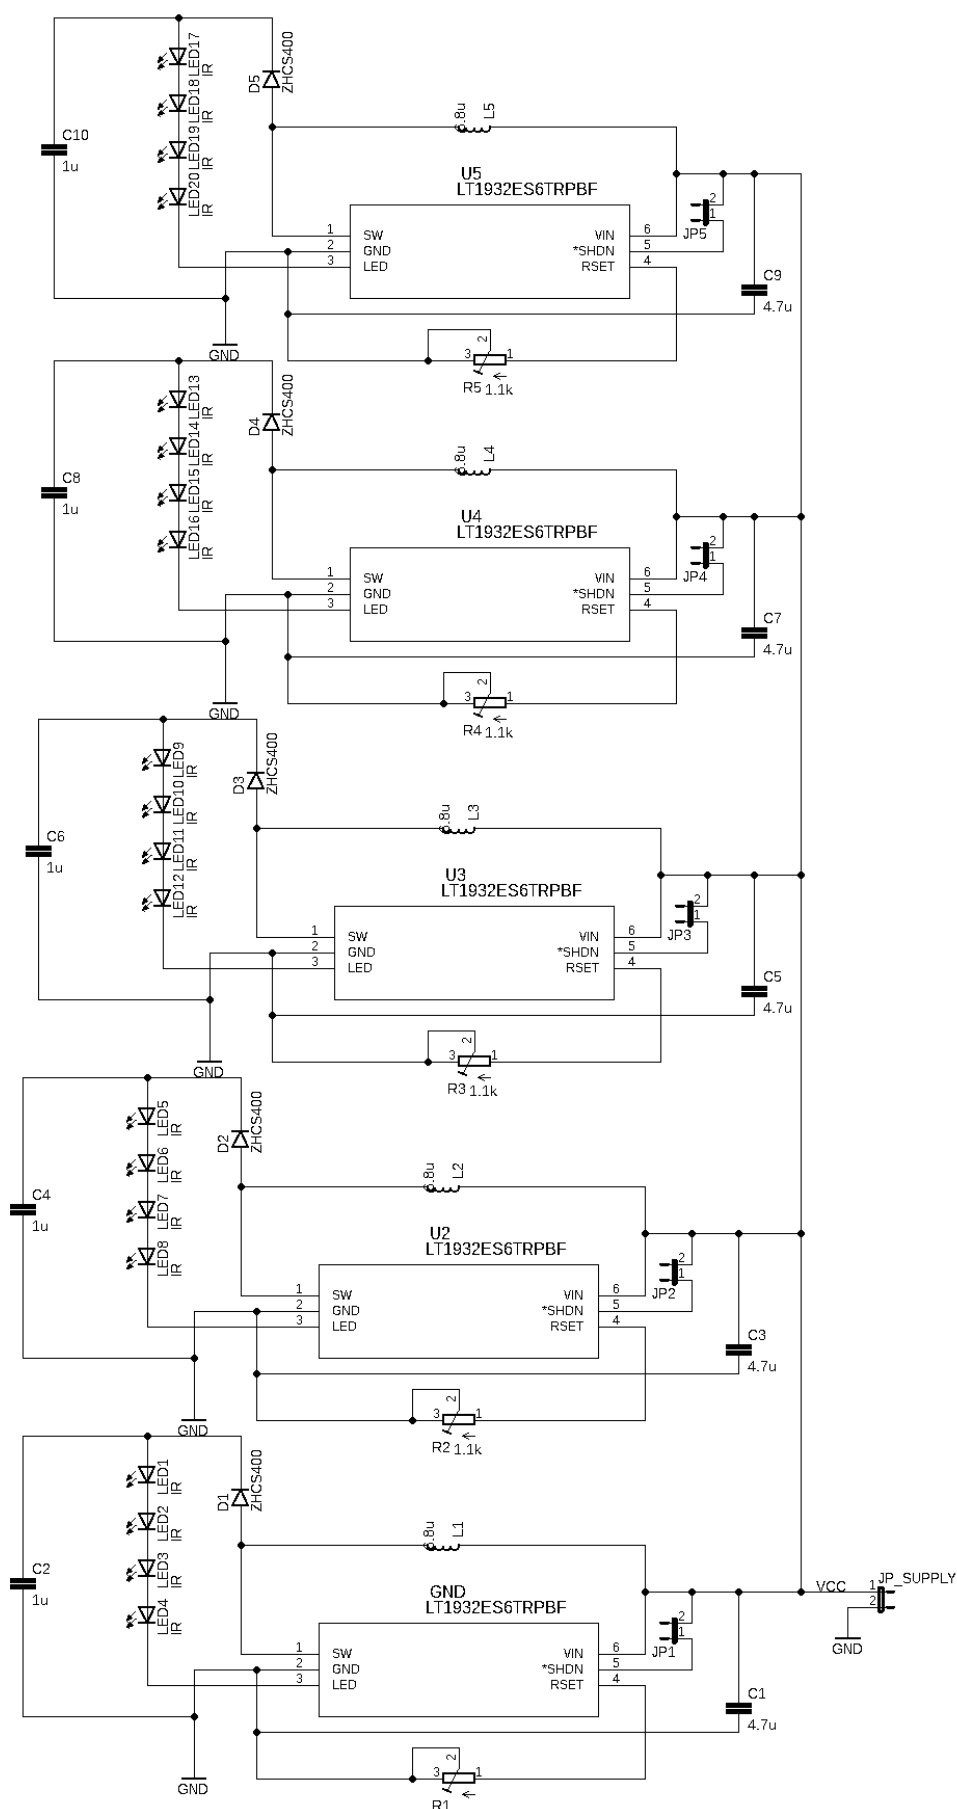 LED17
IR
LED18
IR
LED19
IR
LED20
IR
D5
ZHCS400
C10
1u
6.8u
L5
U5
LT1932ES6TRPBF
1
SW
2
GND
3
LED
VIN
6
*SHDN
5
RSET
4
2
1
JP5
C9
4.7u
GND
3
2
1
R5
1.1k
LED13
IR
LED14
IR
LED15
IR
LED16
IR
D4
ZHCS400
C8
1u
6.8u
L4
U4
LT1932ES6TRPBF
1
SW
2
GND
3
LED
VIN
6
*SHDN
5
RSET
4
2
1
JP4
C7
4.7u
GND
3
2
1
R4
1.1k
LED9
IR
LED10
IR
LED11
IR
LED12
IR
D3
ZHCS400
C6
1u
6.8u
L3
U3
LT1932ES6TRPBF
1
SW
2
GND
3
LED
VIN
6
*SHDN
5
RSET
4
2
1
JP3
C5
4.7u
GND
3
2
1
R3
1.1k
LED5
IR
LED6
IR
LED7
IR
LED8
IR
D2
ZHCS400
C4
1u
6.8u
L2
U2
LT1932ES6TRPBF
1
SW
2
GND
3
LED
VIN
6
*SHDN
5
RSET
4
2
1
JP2
C3
4.7u
GND
3
2
1
R2
1.1k
LED1
IR
LED2
IR
LED3
IR
LED4
IR
D1
ZHCS400
C2
1u
6.8u
L1
GND
LT1932ES6TRPBF
1
SW
2
GND
3
LED
VIN
6
*SHDN
5
RSET
4
2
1
JP1
VCC
1
2
JP_SUPPLY
GND
C1
4.7u
GND
3
2
1
R1